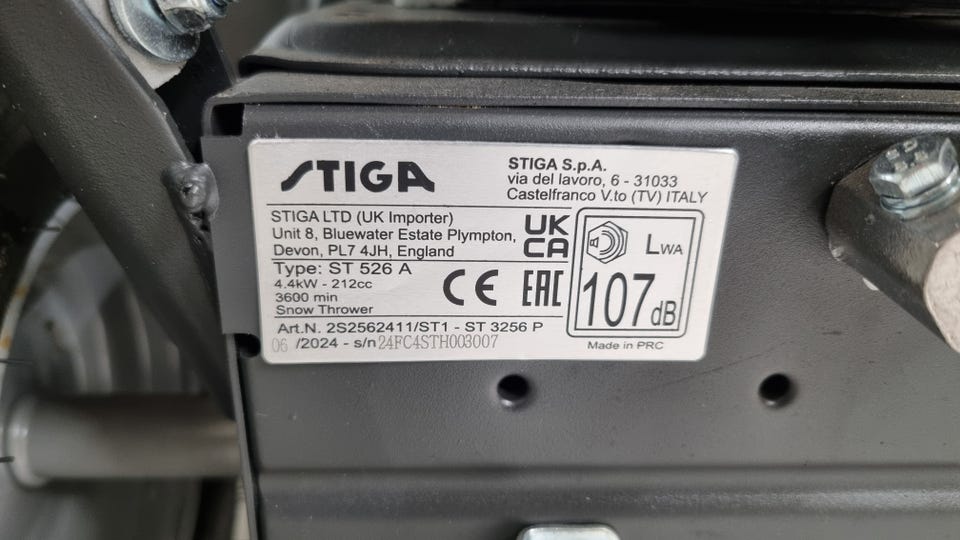 STIGA
STIGA S.p.A.
via del lavoro, 6 - 31033
Castelfranco V.to (TV) ITALY
STIGA LTD (UK Importer)
Unit 8, Bluewater Estate Plympton,
Devon, PL7 4JH, England
UK
CA
Type: ST 526 A
4.4kW - 212cc
3600 min
Snow Thrower
CE EAC
LWA
107 dB
Art.N. 2S2562411/ST1 - ST 3256 P
06 /2024 - s/n 24FC4STH003007
Made in PRC